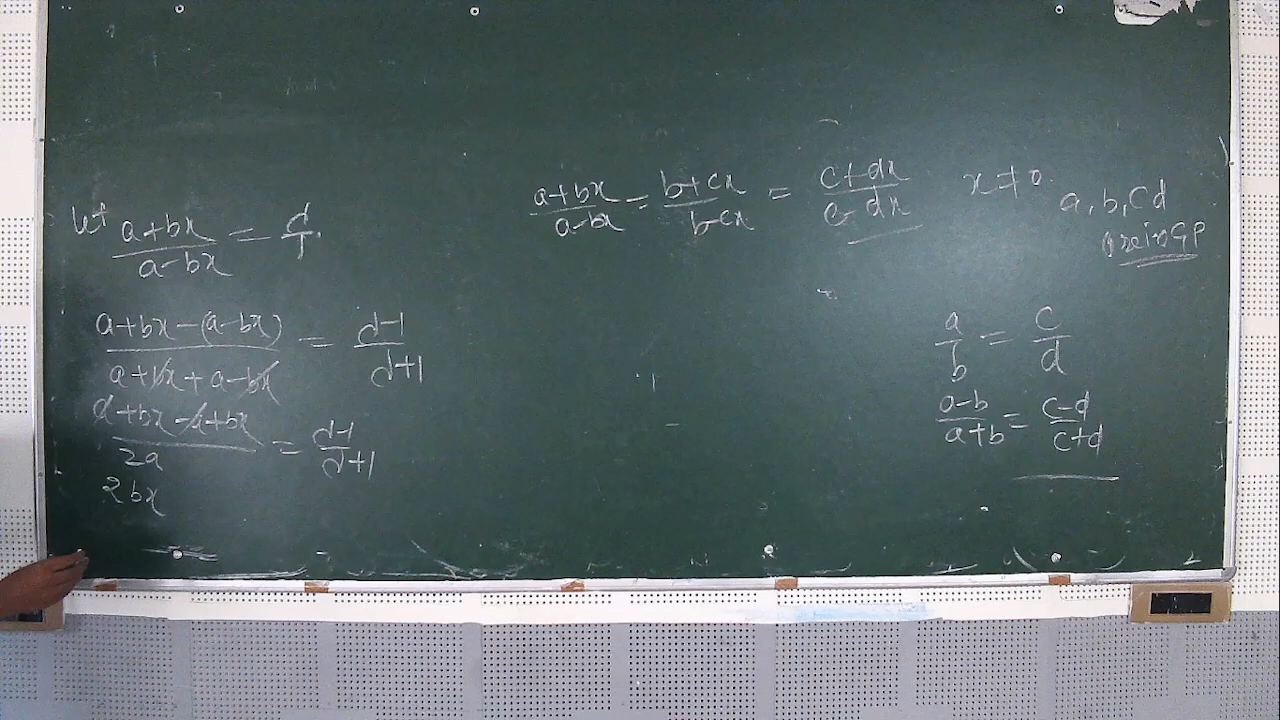 (a+bx)/(a-bx) = (b+cx)/(b-cx) = (c+dx)/(c-dx) x ≠ 0
a, b, c d
are in GP
let (a+bx)/(a-bx) = d/1
(a+bx-(a-bx))/(a+bx+a-bx) = (d-1)/(d+1)
(a+bx-a+bx)/2a = (d-1)/(d+1)
2bx
a/b = c/d
(a-b)/(a+b) = (c-d)/(c+d)